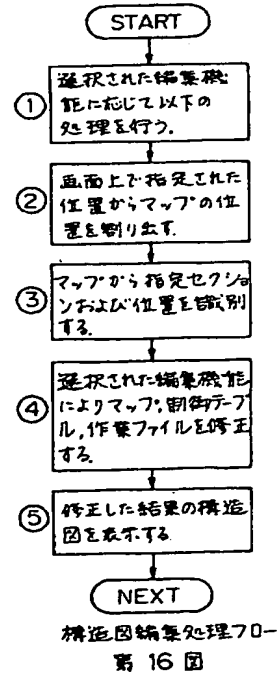 START
①
選択された編集機
能に応じて以下の
処理を行う。
②
画面上で指定された
位置からマップの位
置を割り出す.
③
マップから指定セクショ
ンおよび位置を識別
する.
④
選択された編集機能
によりマップ,制御テーブ
ル,作業ファイルを修正
する.
⑤
修正した結果の構造
図を表示する
NEXT
構造図編集処理フロー
第 16 図